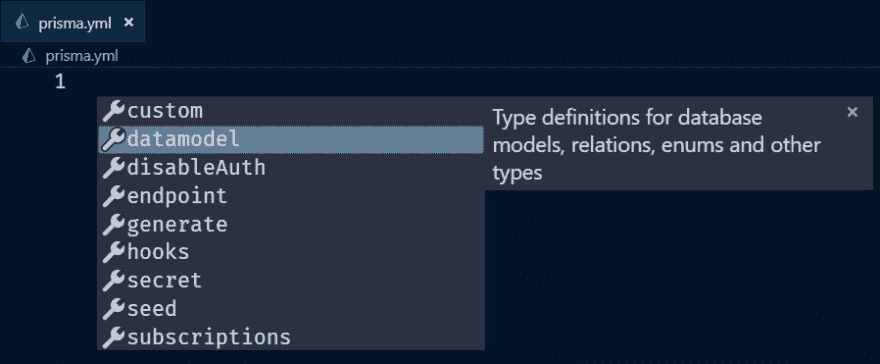 prisma.yml ×
prisma.yml
1
custom
datamodel
disableAuth
endpoint
generate
hooks
secret
seed
subscriptions
Type definitions for database ×
models, relations, enums and other
types